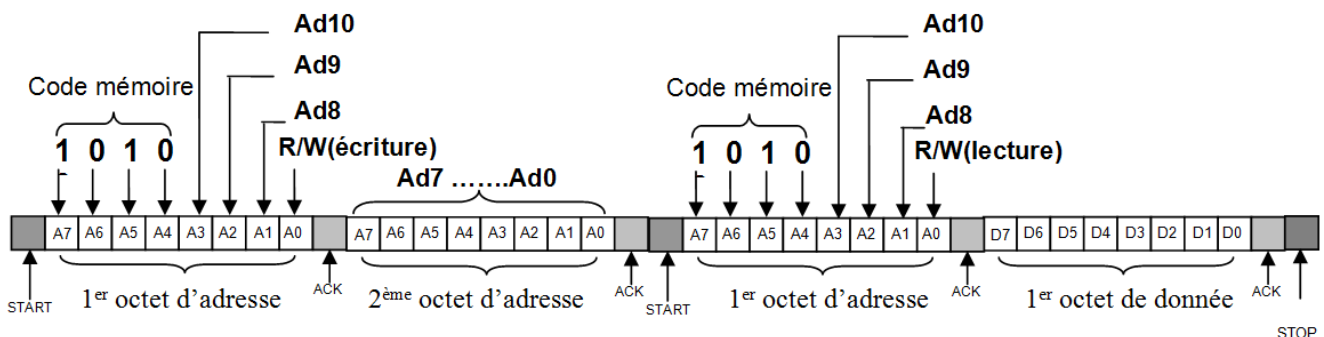 Ad10
Ad10
Code mémoire
Ad9
Code mémoire
Ad9
Ad8
Ad8
1 0 1 0
R/W(écriture)
1 0 1 0
R/W(lecture)
Ad7 …….Ad0
A7 A6 A5 A4 A3 A2 A1 A0
A7 A6 A5 A4 A3 A2 A1 A0
A7 A6 A5 A4 A3 A2 A1 A0
D7 D6 D5 D4 D3 D2 D1 D0
START
1er octet d’adresse
ACK
2ème octet d’adresse
ACK
START
1er octet d’adresse
ACK
1er octet de donnée
ACK
STOP